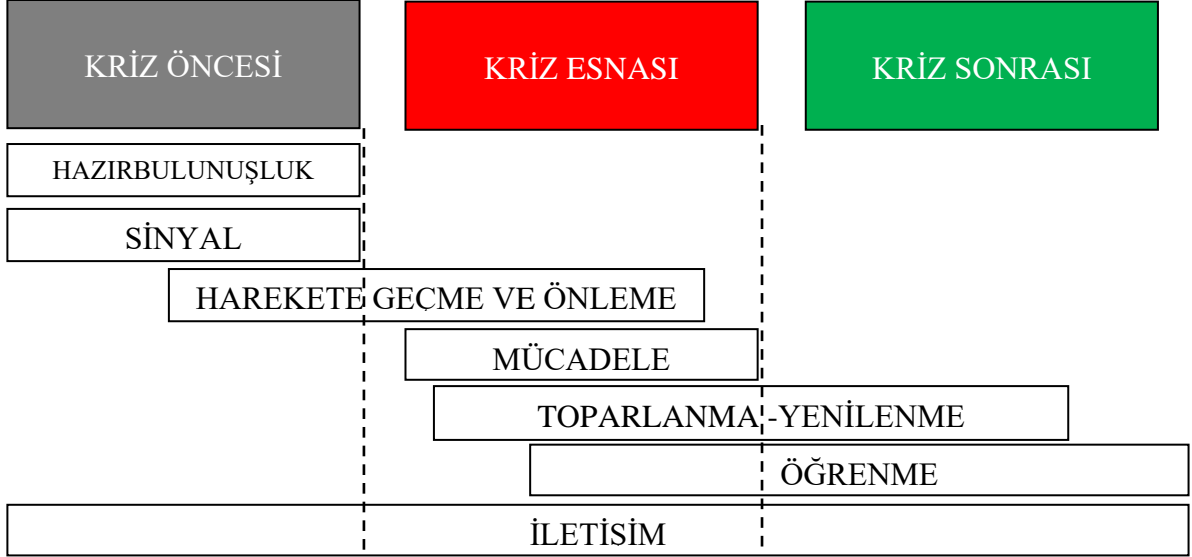 KRİZ ÖNCESİ
KRİZ ESNASI
KRİZ SONRASI
HAZIRBULUNUŞLUK
SİNYAL
HAREKETE GEÇME VE ÖNLEME
MÜCADELE
TOPARLANMA -YENİLENME
ÖĞRENME
İLETİSİM